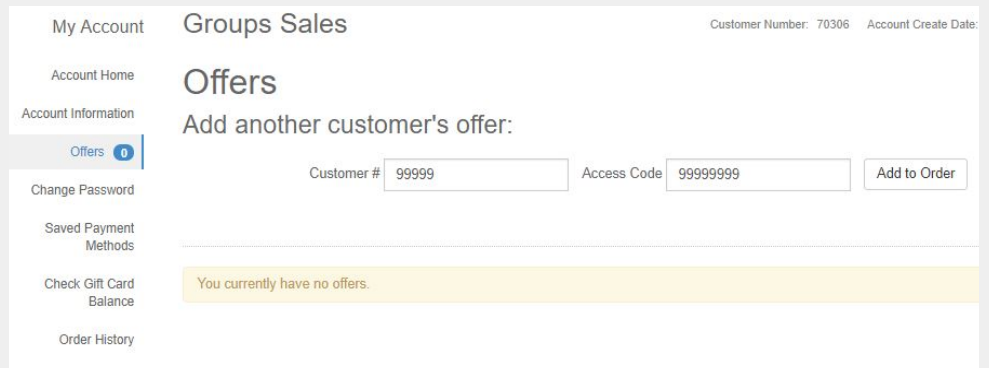 My Account
Account Home
Account Information
Offers 0
Change Password
Saved Payment
Methods
Check Gift Card
Balance
Order History
Groups Sales
Customer Number: 70306 Account Create Date:
Offers
Add another customer's offer:
Customer # 99999 Access Code 99999999 Add to Order
You currently have no offers.